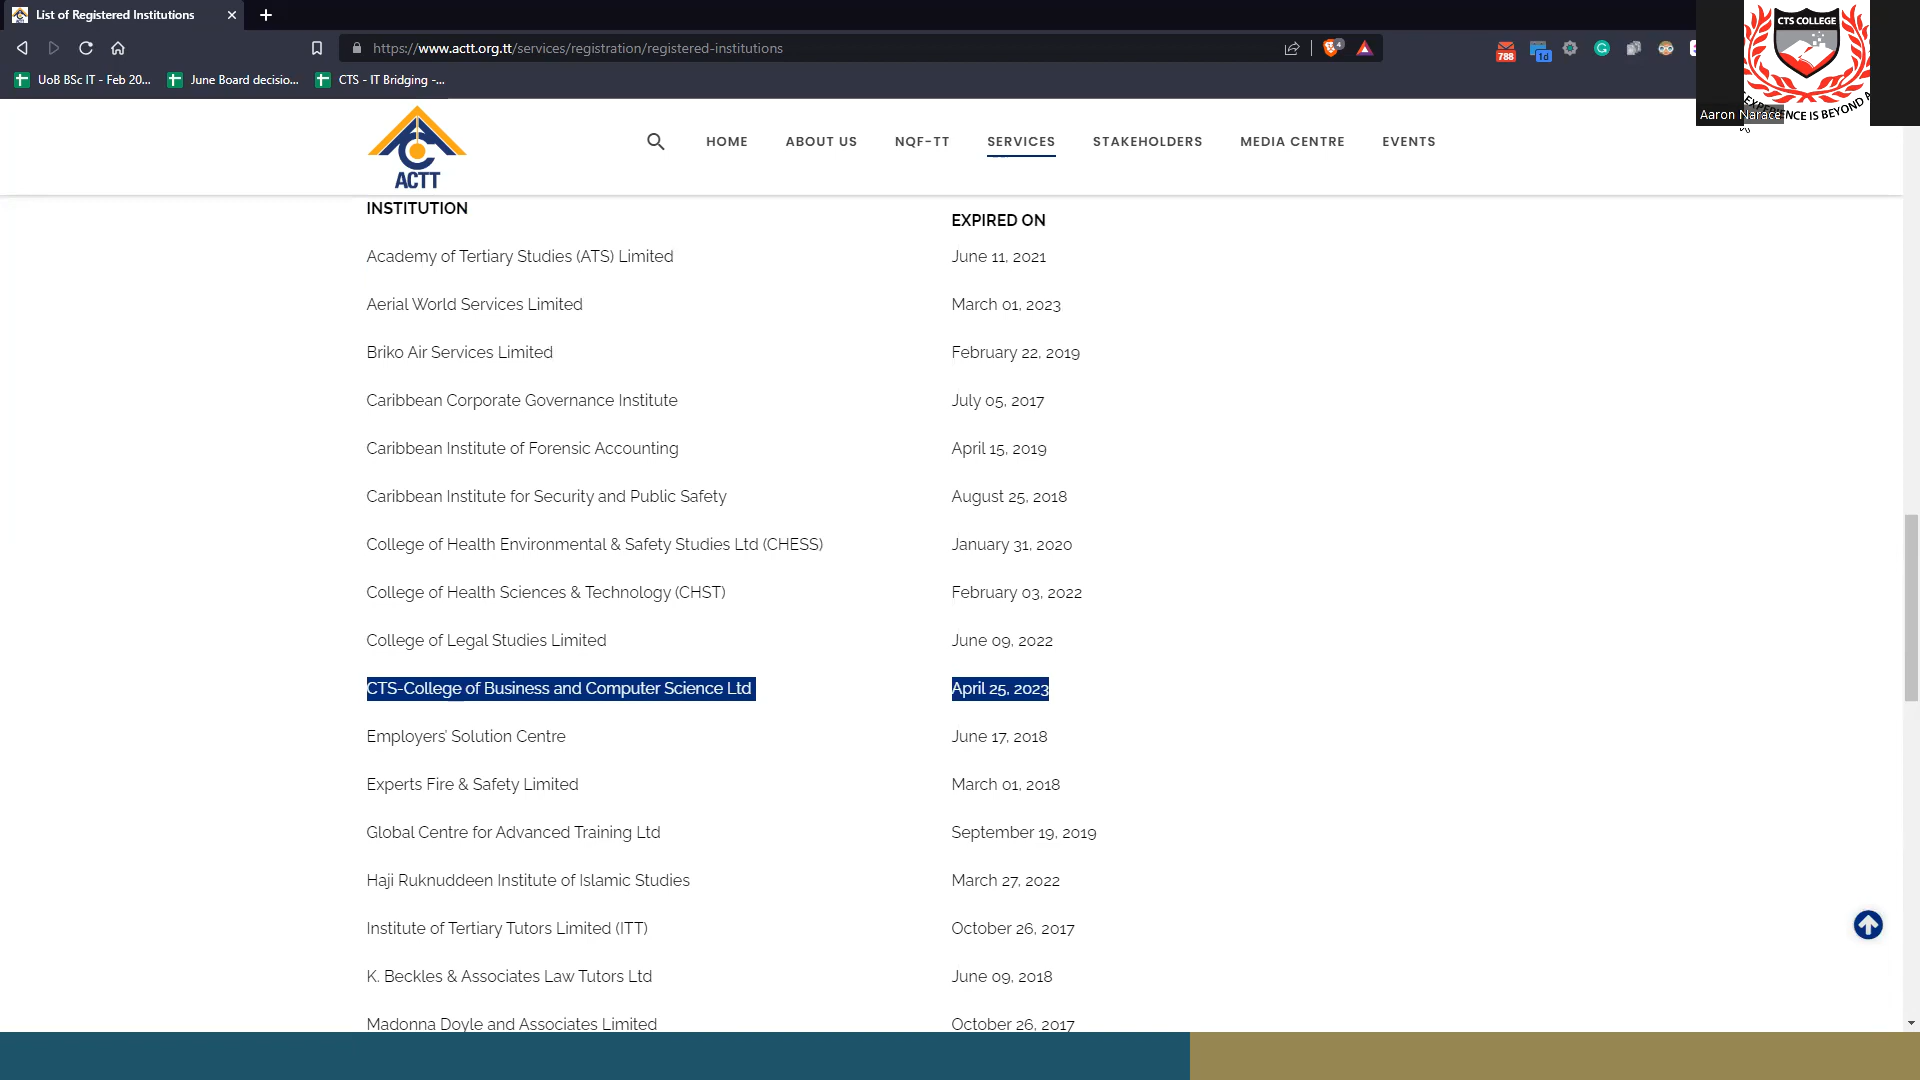 List of Registered Institutions
https://www.actt.org.tt/services/registration/registered-institutions
4
788
1d
UoB BSc IT - Feb 20...
June Board decisio...
CTS - IT Bridging -...
CTS COLLEGE
Aaron Narace
EXPERIENCE IS BEYOND A
ACTT
HOME
ABOUT US
NQF-TT
SERVICES
STAKEHOLDERS
MEDIA CENTRE
EVENTS
INSTITUTION
EXPIRED ON
Academy of Tertiary Studies (ATS) Limited June 11, 2021
Aerial World Services Limited March 01, 2023
Briko Air Services Limited February 22, 2019
Caribbean Corporate Governance Institute July 05, 2017
Caribbean Institute of Forensic Accounting April 15, 2019
Caribbean Institute for Security and Public Safety August 25, 2018
College of Health Environmental & Safety Studies Ltd (CHESS) January 31, 2020
College of Health Sciences & Technology (CHST) February 03, 2022
College of Legal Studies Limited June 09, 2022
CTS-College of Business and Computer Science Ltd April 25, 2023
Employers' Solution Centre June 17, 2018
Experts Fire & Safety Limited March 01, 2018
Global Centre for Advanced Training Ltd September 19, 2019
Haji Ruknuddeen Institute of Islamic Studies March 27, 2022
Institute of Tertiary Tutors Limited (ITT) October 26, 2017
K. Beckles & Associates Law Tutors Ltd June 09, 2018
Madonna Doyle and Associates Limited October 26, 2017